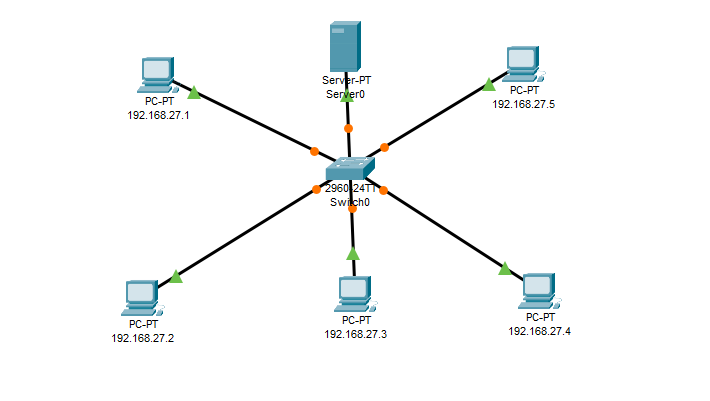 Server-PT
Server0
PC-PT
192.168.27.1
PC-PT
192.168.27.5
2960-24TT
Switch0
PC-PT
192.168.27.2
PC-PT
192.168.27.3
PC-PT
192.168.27.4